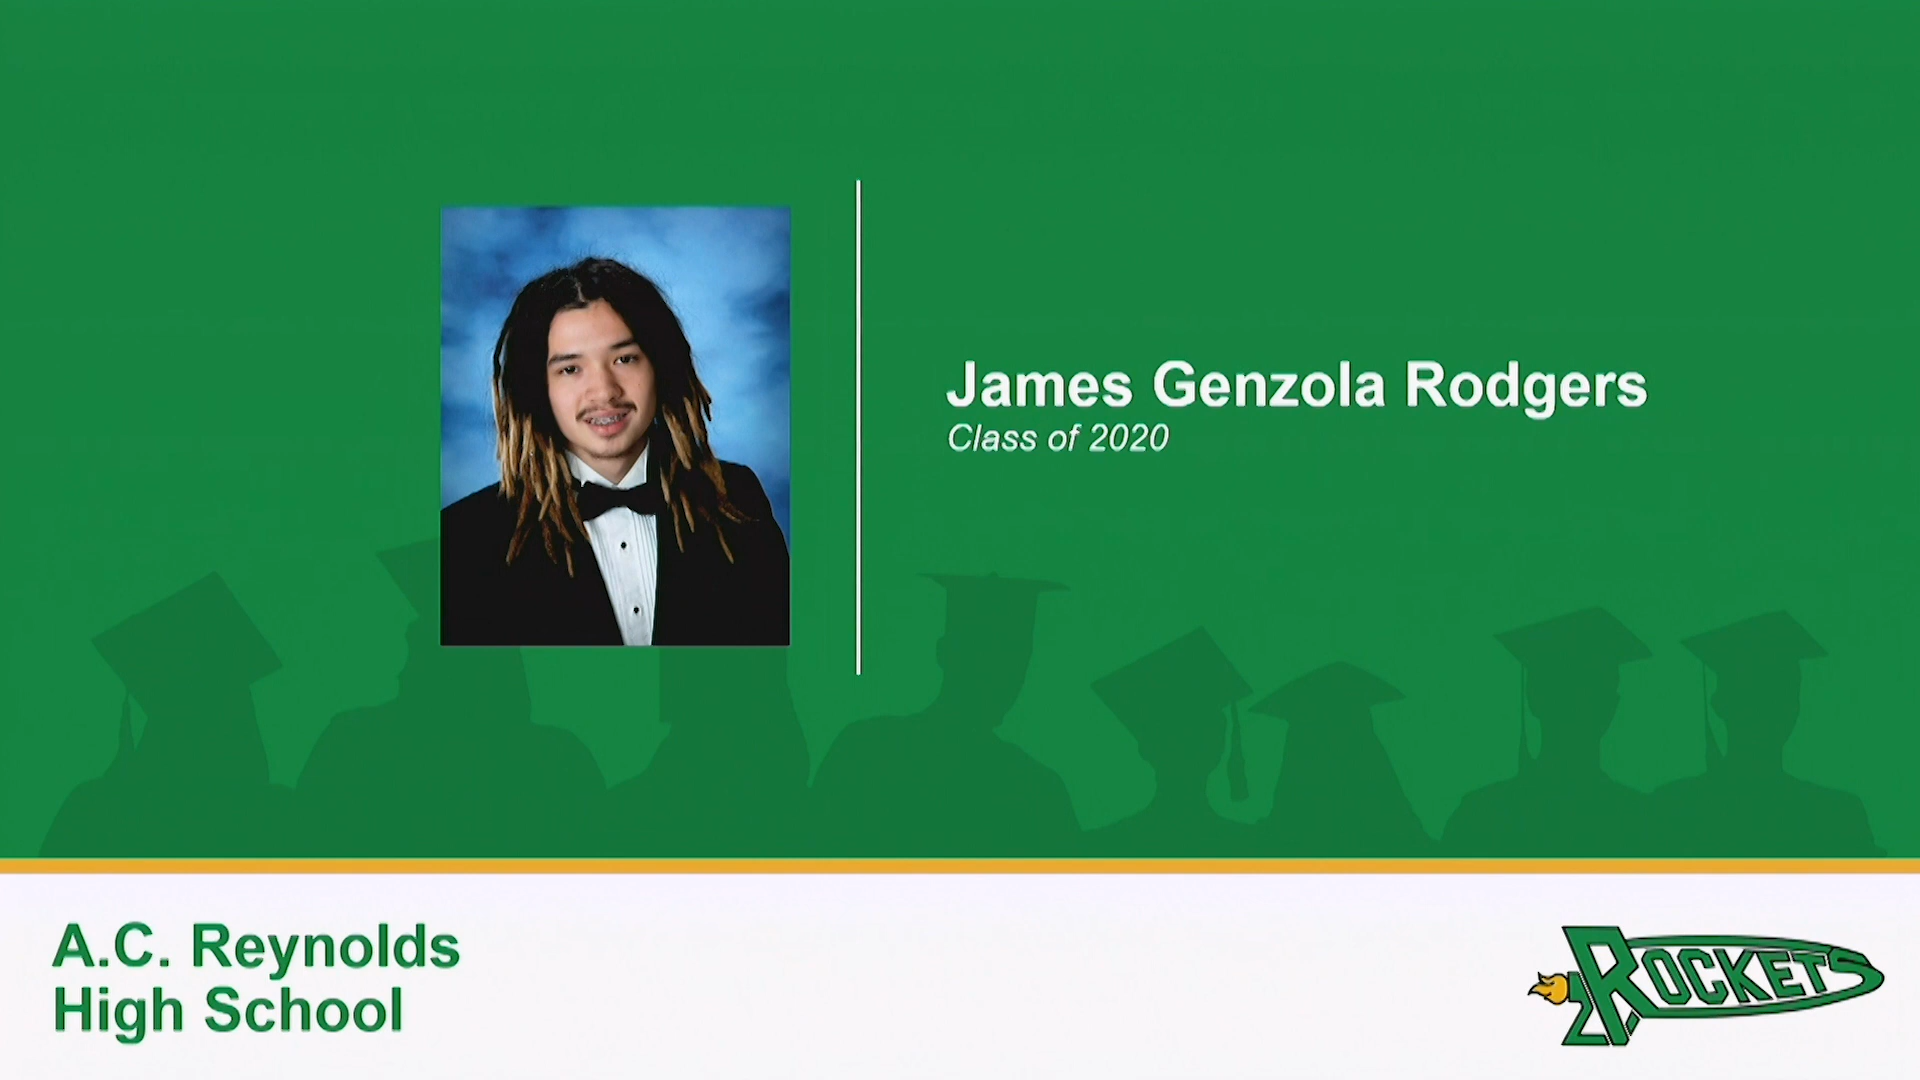 James Genzola Rodgers
Class of 2020
A.C. Reynolds
High School
ROCKETS